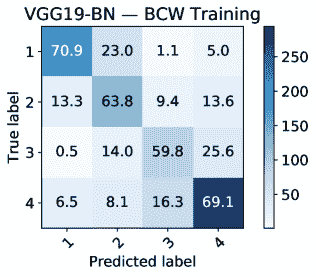 VGG19-BN — BCW Training
True label
1 70.9 23.0 1.1 5.0
2 13.3 63.8 9.4 13.6
3 0.5 14.0 59.8 25.6
4 6.5 8.1 16.3 69.1
1 2 3 4
Predicted label
250
200
150
100
50